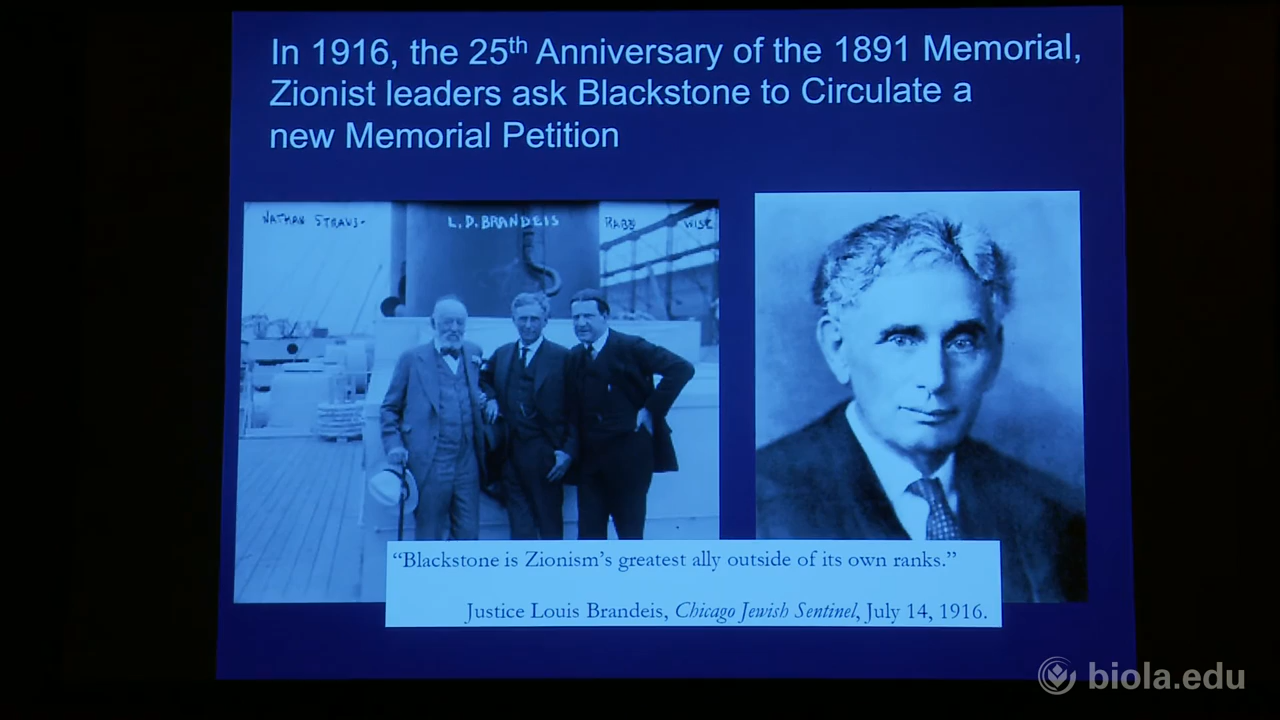 In 1916, the 25th Anniversary of the 1891 Memorial,
Zionist leaders ask Blackstone to Circulate a
new Memorial Petition
NATHAN STRAUS-
L. D. BRANDEIS
RABBI WISE
“Blackstone is Zionism’s greatest ally outside of its own ranks.”
Justice Louis Brandeis, Chicago Jewish Sentinel, July 14, 1916.
biola.edu